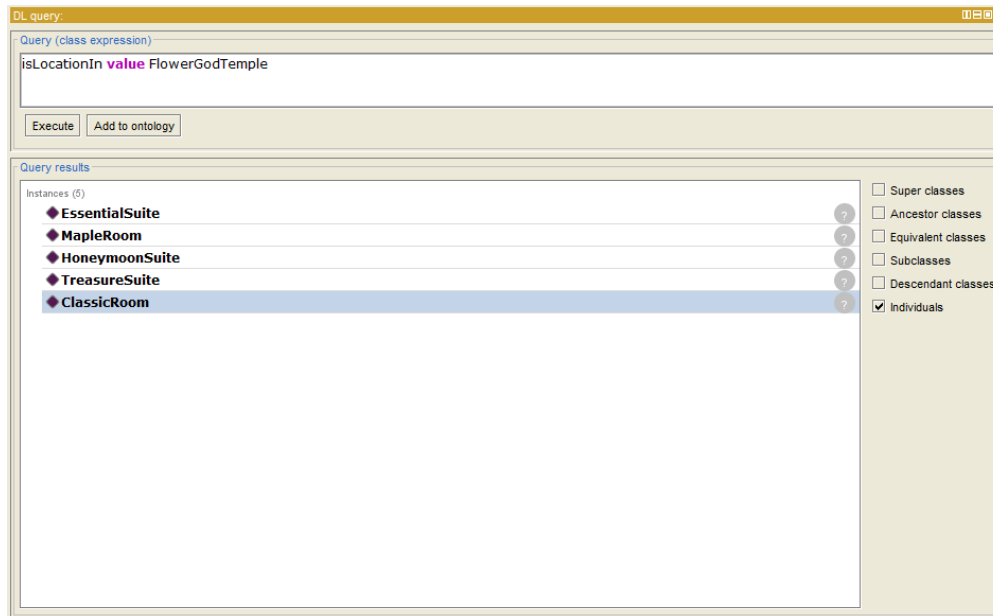 DL query:
Query (class expression)
isLocationIn value FlowerGodTemple
Execute Add to ontology
Query results
Instances (5)
EssentialSuite ?
MapleRoom ?
HoneymoonSuite ?
TreasureSuite ?
ClassicRoom ?
Super classes
Ancestor classes
Equivalent classes
Subclasses
Descendant classes
Individuals